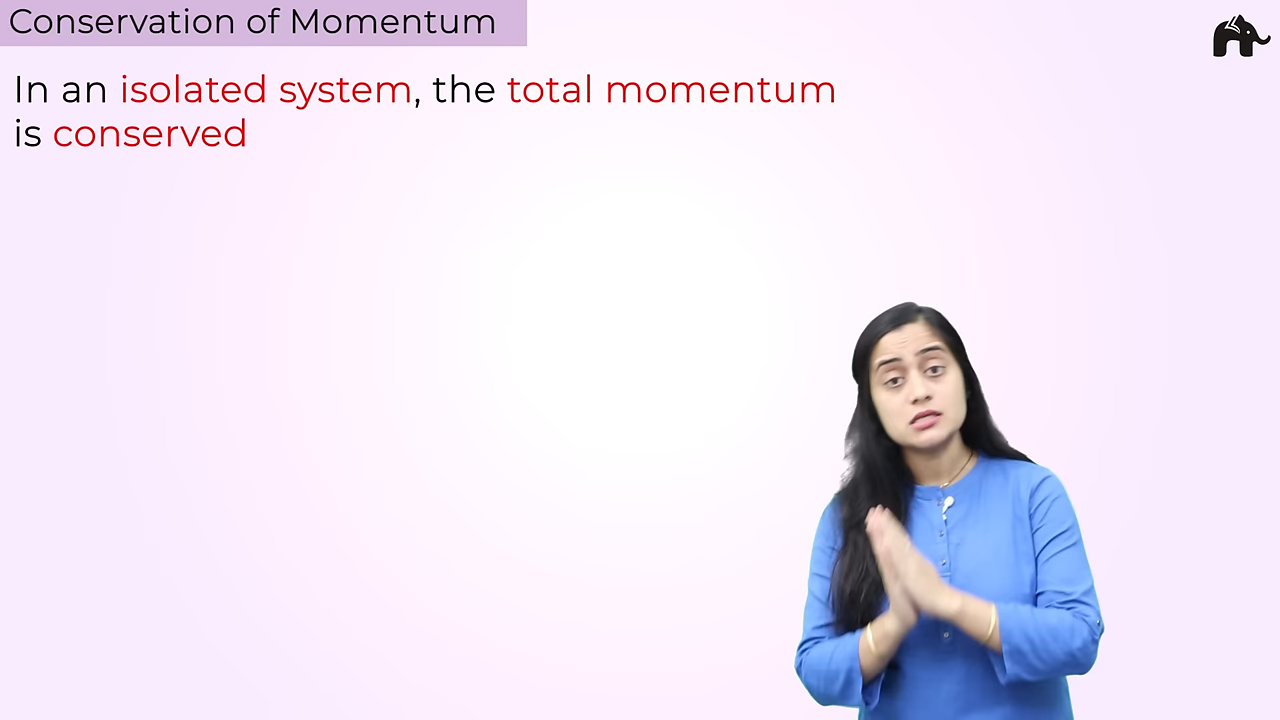 Conservation of Momentum
In an isolated system, the total momentum
is conserved